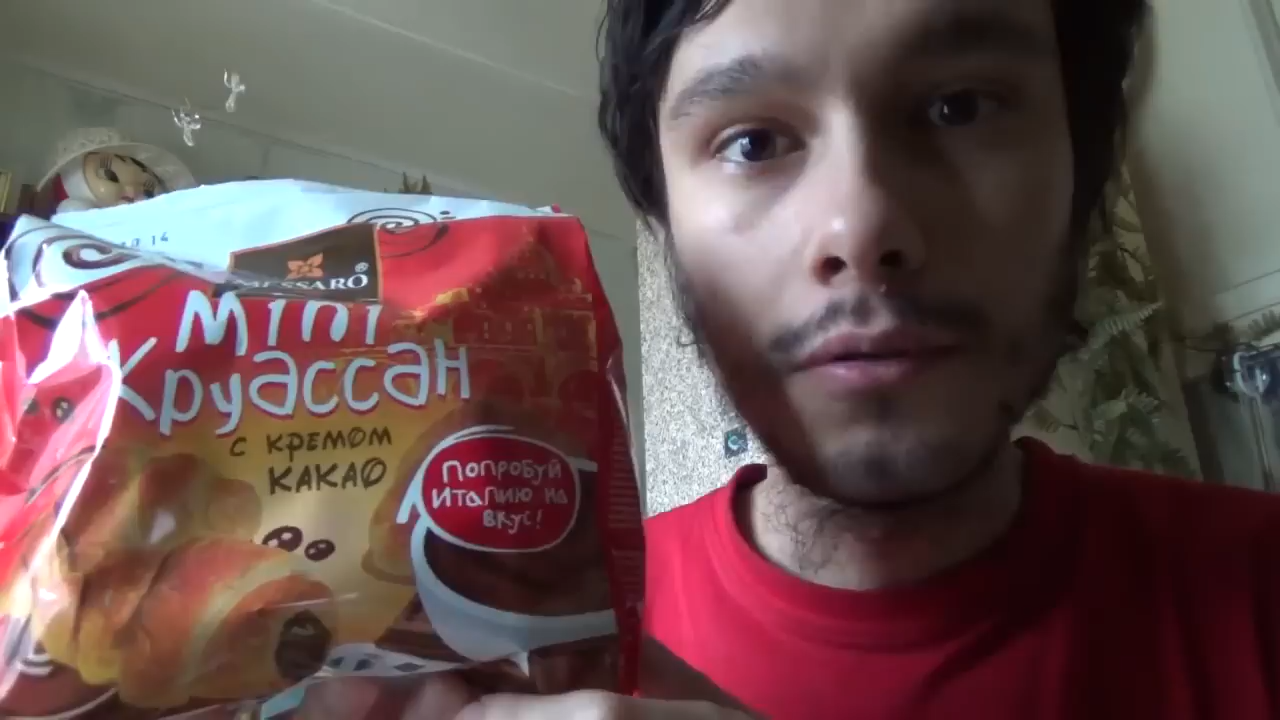 Mini
Круассан
с кремом
какао
Попробуй
Италию на
вкус!